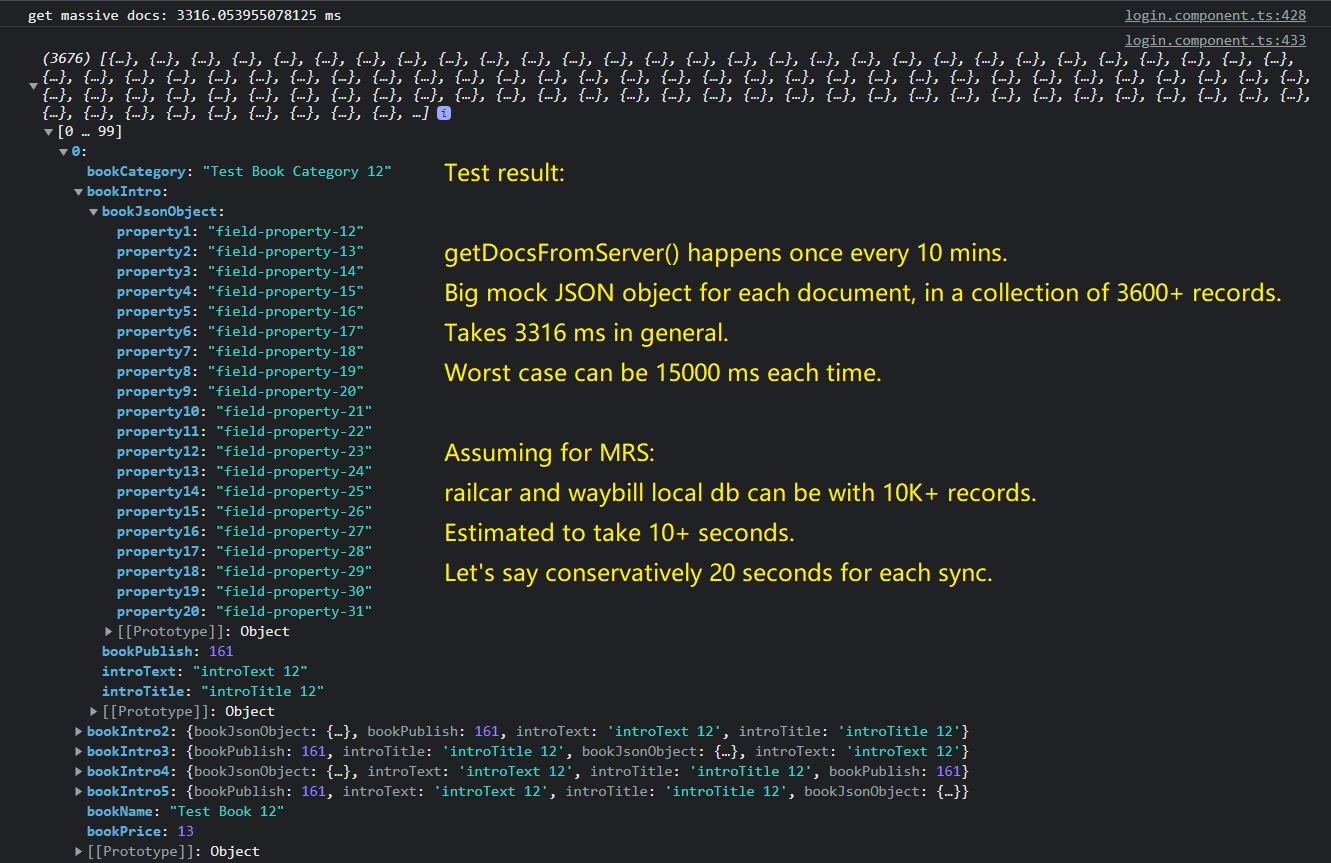 get massive docs: 3316.053955078125 ms login.component.ts:428
login.component.ts:433
(3676) [{…}, {…}, {…}, {…}, {…}, {…}, {…}, {…}, {…}, {…}, {…}, {…}, {…}, {…}, {…}, {…}, {…}, {…}, {…}, {…}, {…}, {…}, {…}, {…}, {…}, {…}, {…}, {…}, {…}, {…},
{…}, {…}, {…}, {…}, {…}, {…}, {…}, {…}, {…}, {…}, {…}, {…}, {…}, {…}, {…}, {…}, {…}, {…}, {…}, {…}, {…}, {…}, {…}, {…}, {…}, {…}, {…}, {…}, {…}, {…}, {…},
{…}, {…}, {…}, {…}, {…}, {…}, {…}, {…}, {…}, {…}, {…}, {…}, {…}, {…}, {…}, {…}, {…}, {…}, {…}, {…}, {…}, {…}, {…}, {…}, {…}, {…}, {…}, {…}, {…}, {…}, {…},
{…}, {…}, {…}, {…}, {…}, {…}, {…}, {…}, {…}, …] i
[0 … 99]
0:
bookCategory: "Test Book Category 12"
Test result:
bookIntro:
bookJsonObject:
property1: "field-property-12"
property2: "field-property-13"
getDocsFromServer() happens once every 10 mins.
property3: "field-property-14"
property4: "field-property-15"
Big mock JSON object for each document, in a collection of 3600+ records.
property5: "field-property-16"
property6: "field-property-17"
Takes 3316 ms in general.
property7: "field-property-18"
property8: "field-property-19"
Worst case can be 15000 ms each time.
property9: "field-property-20"
property10: "field-property-21"
property11: "field-property-22"
property12: "field-property-23"
Assuming for MRS:
property13: "field-property-24"
property14: "field-property-25"
railcar and waybill local db can be with 10K+ records.
property15: "field-property-26"
property16: "field-property-27"
Estimated to take 10+ seconds.
property17: "field-property-28"
property18: "field-property-29"
Let's say conservatively 20 seconds for each sync.
property19: "field-property-30"
property20: "field-property-31"
[[Prototype]]: Object
bookPublish: 161
introText: "introText 12"
introTitle: "introTitle 12"
[[Prototype]]: Object
bookIntro2: {bookJsonObject: {…}, bookPublish: 161, introText: 'introText 12', introTitle: 'introTitle 12'}
bookIntro3: {bookPublish: 161, introTitle: 'introTitle 12', bookJsonObject: {…}, introText: 'introText 12'}
bookIntro4: {bookJsonObject: {…}, introText: 'introText 12', introTitle: 'introTitle 12', bookPublish: 161}
bookIntro5: {bookPublish: 161, introText: 'introText 12', introTitle: 'introTitle 12', bookJsonObject: {…}}
bookName: "Test Book 12"
bookPrice: 13
[[Prototype]]: Object